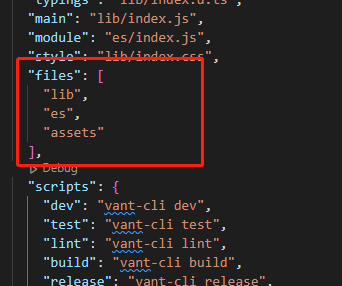 "typings": "lib/index.d.ts",
"main": "lib/index.js",
"module": "es/index.js",
"style": "lib/index.css",
"files": [
"lib",
"es",
"assets"
],
Debug
"scripts": {
"dev": "vant-cli dev",
"test": "vant-cli test",
"lint": "vant-cli lint",
"build": "vant-cli build",
"release": "vant-cli release",